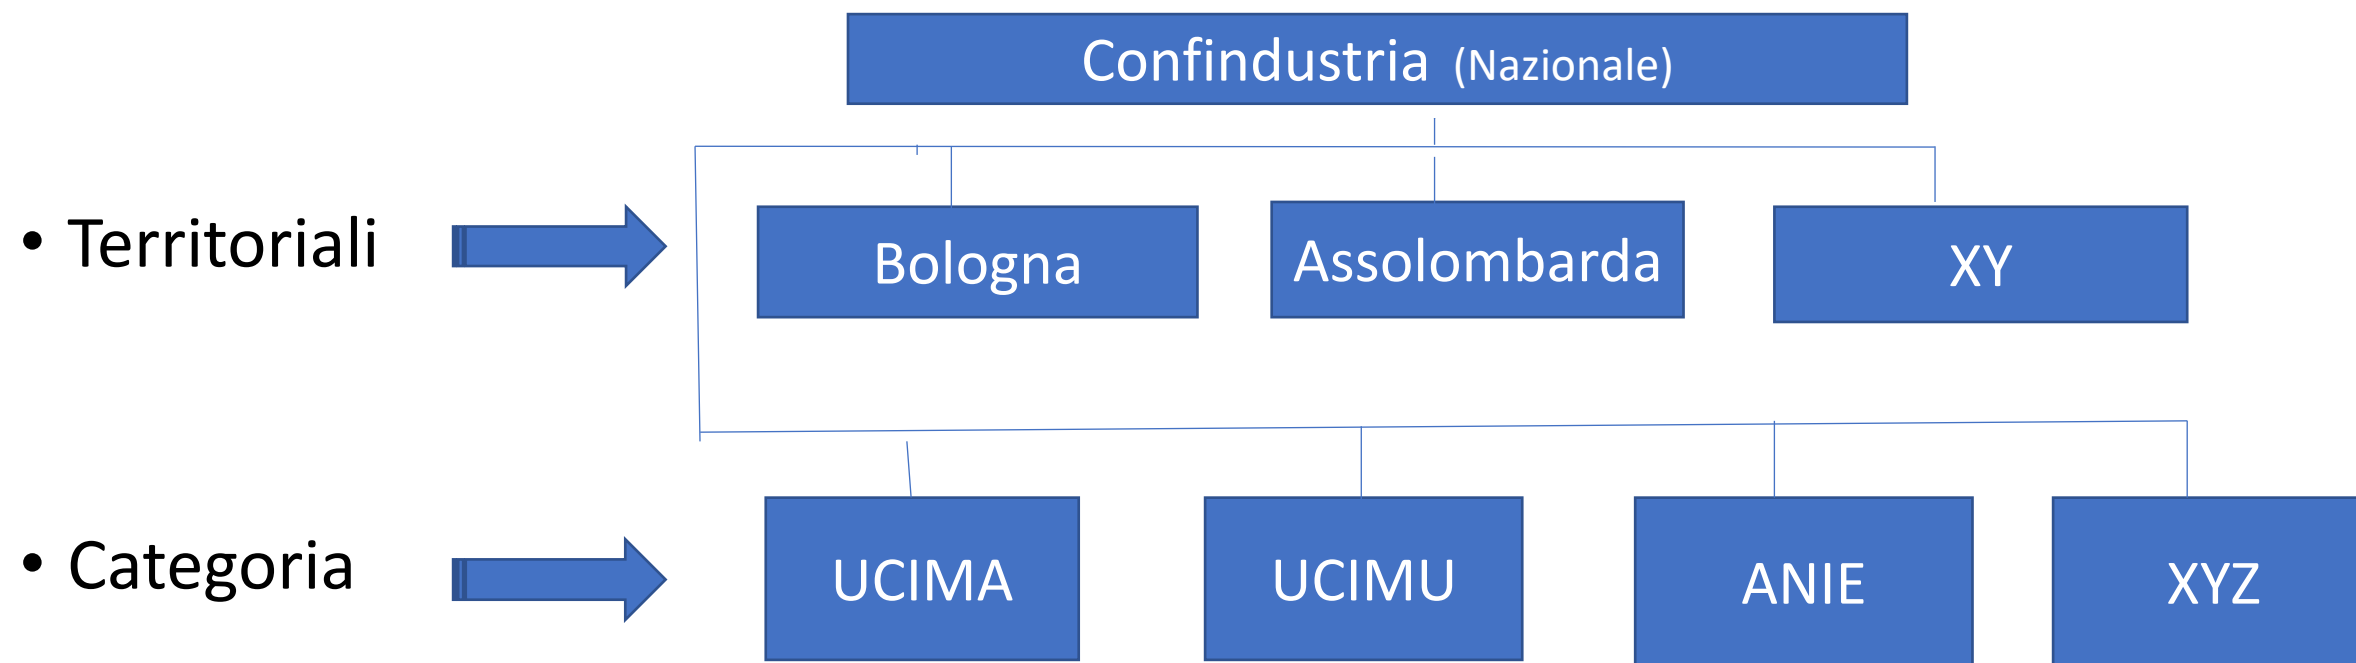 Confindustria (Nazionale)
• Territoriali
Bologna
Assolombarda
XY
• Categoria
UCIMA
UCIMU
ANIE
XYZ